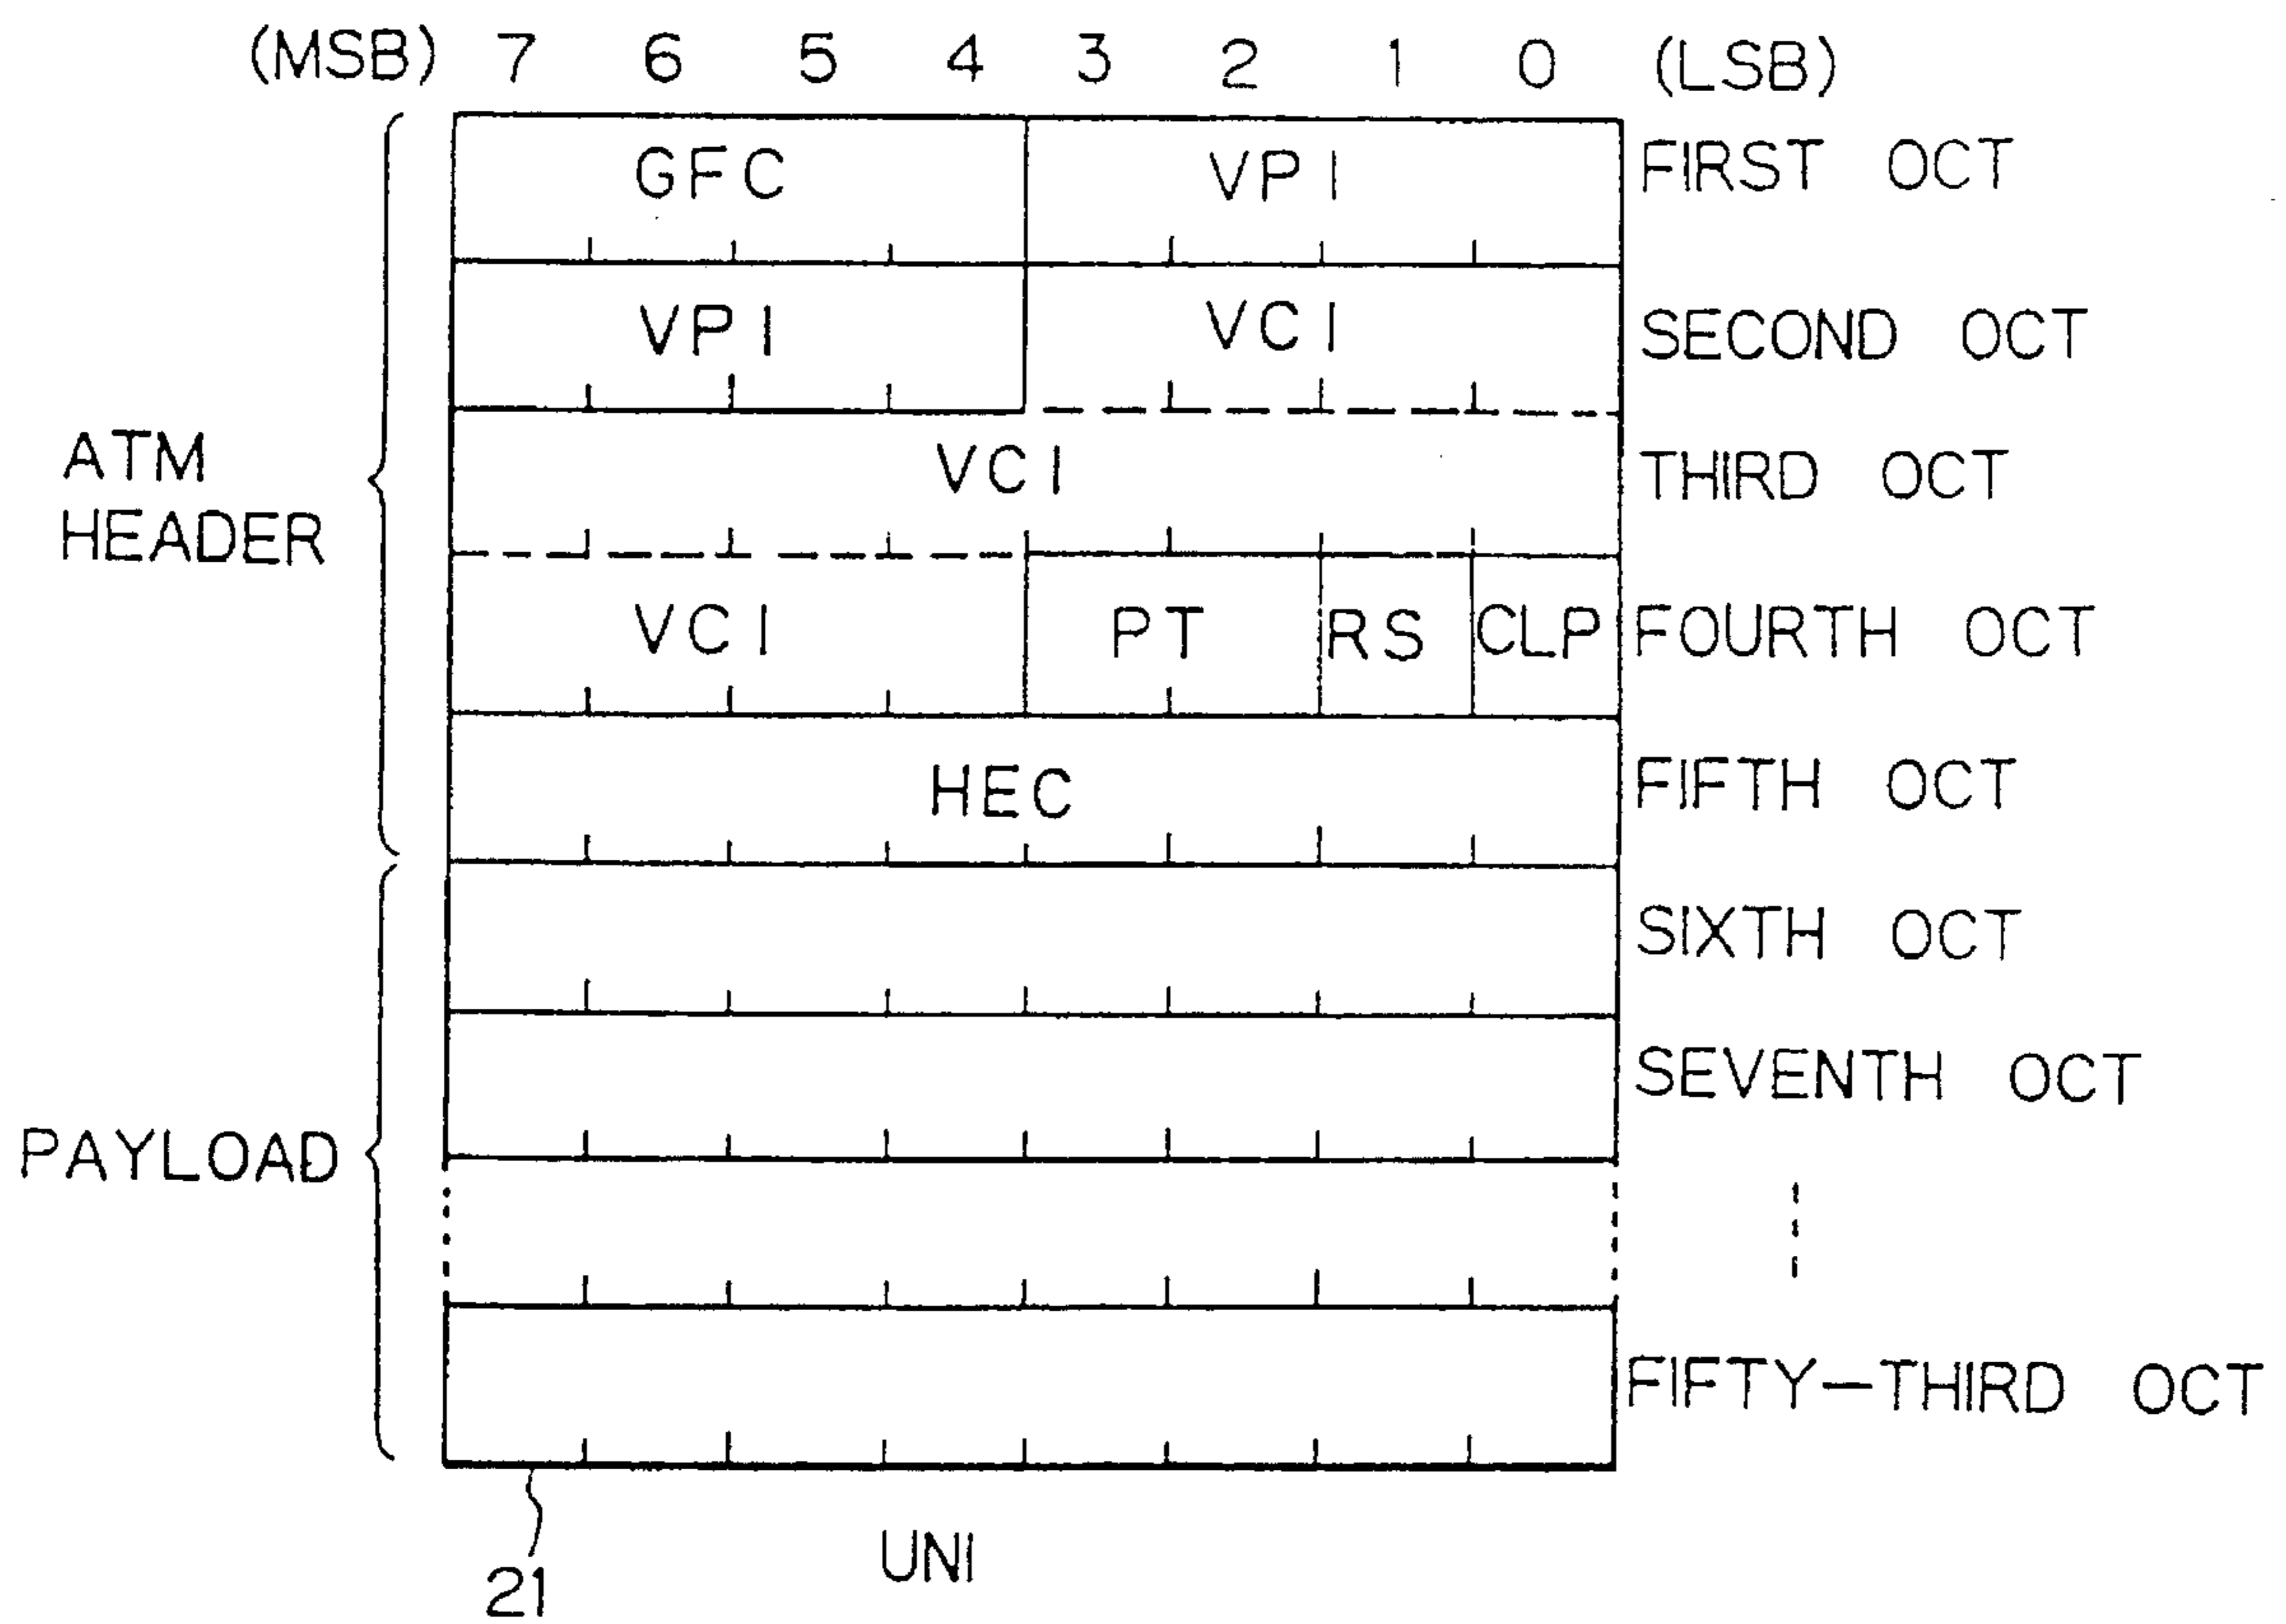 (MSB) 7 6 5 4 3 2 1 0 (LSB)
GFC VPI FIRST OCT
VPI VCI SECOND OCT
ATM
HEADER
VCI THIRD OCT
VCI PT RS CLP FOURTH OCT
HEC FIFTH OCT
SIXTH OCT
SEVENTH OCT
PAYLOAD
FIFTY-THIRD OCT
21
UNI